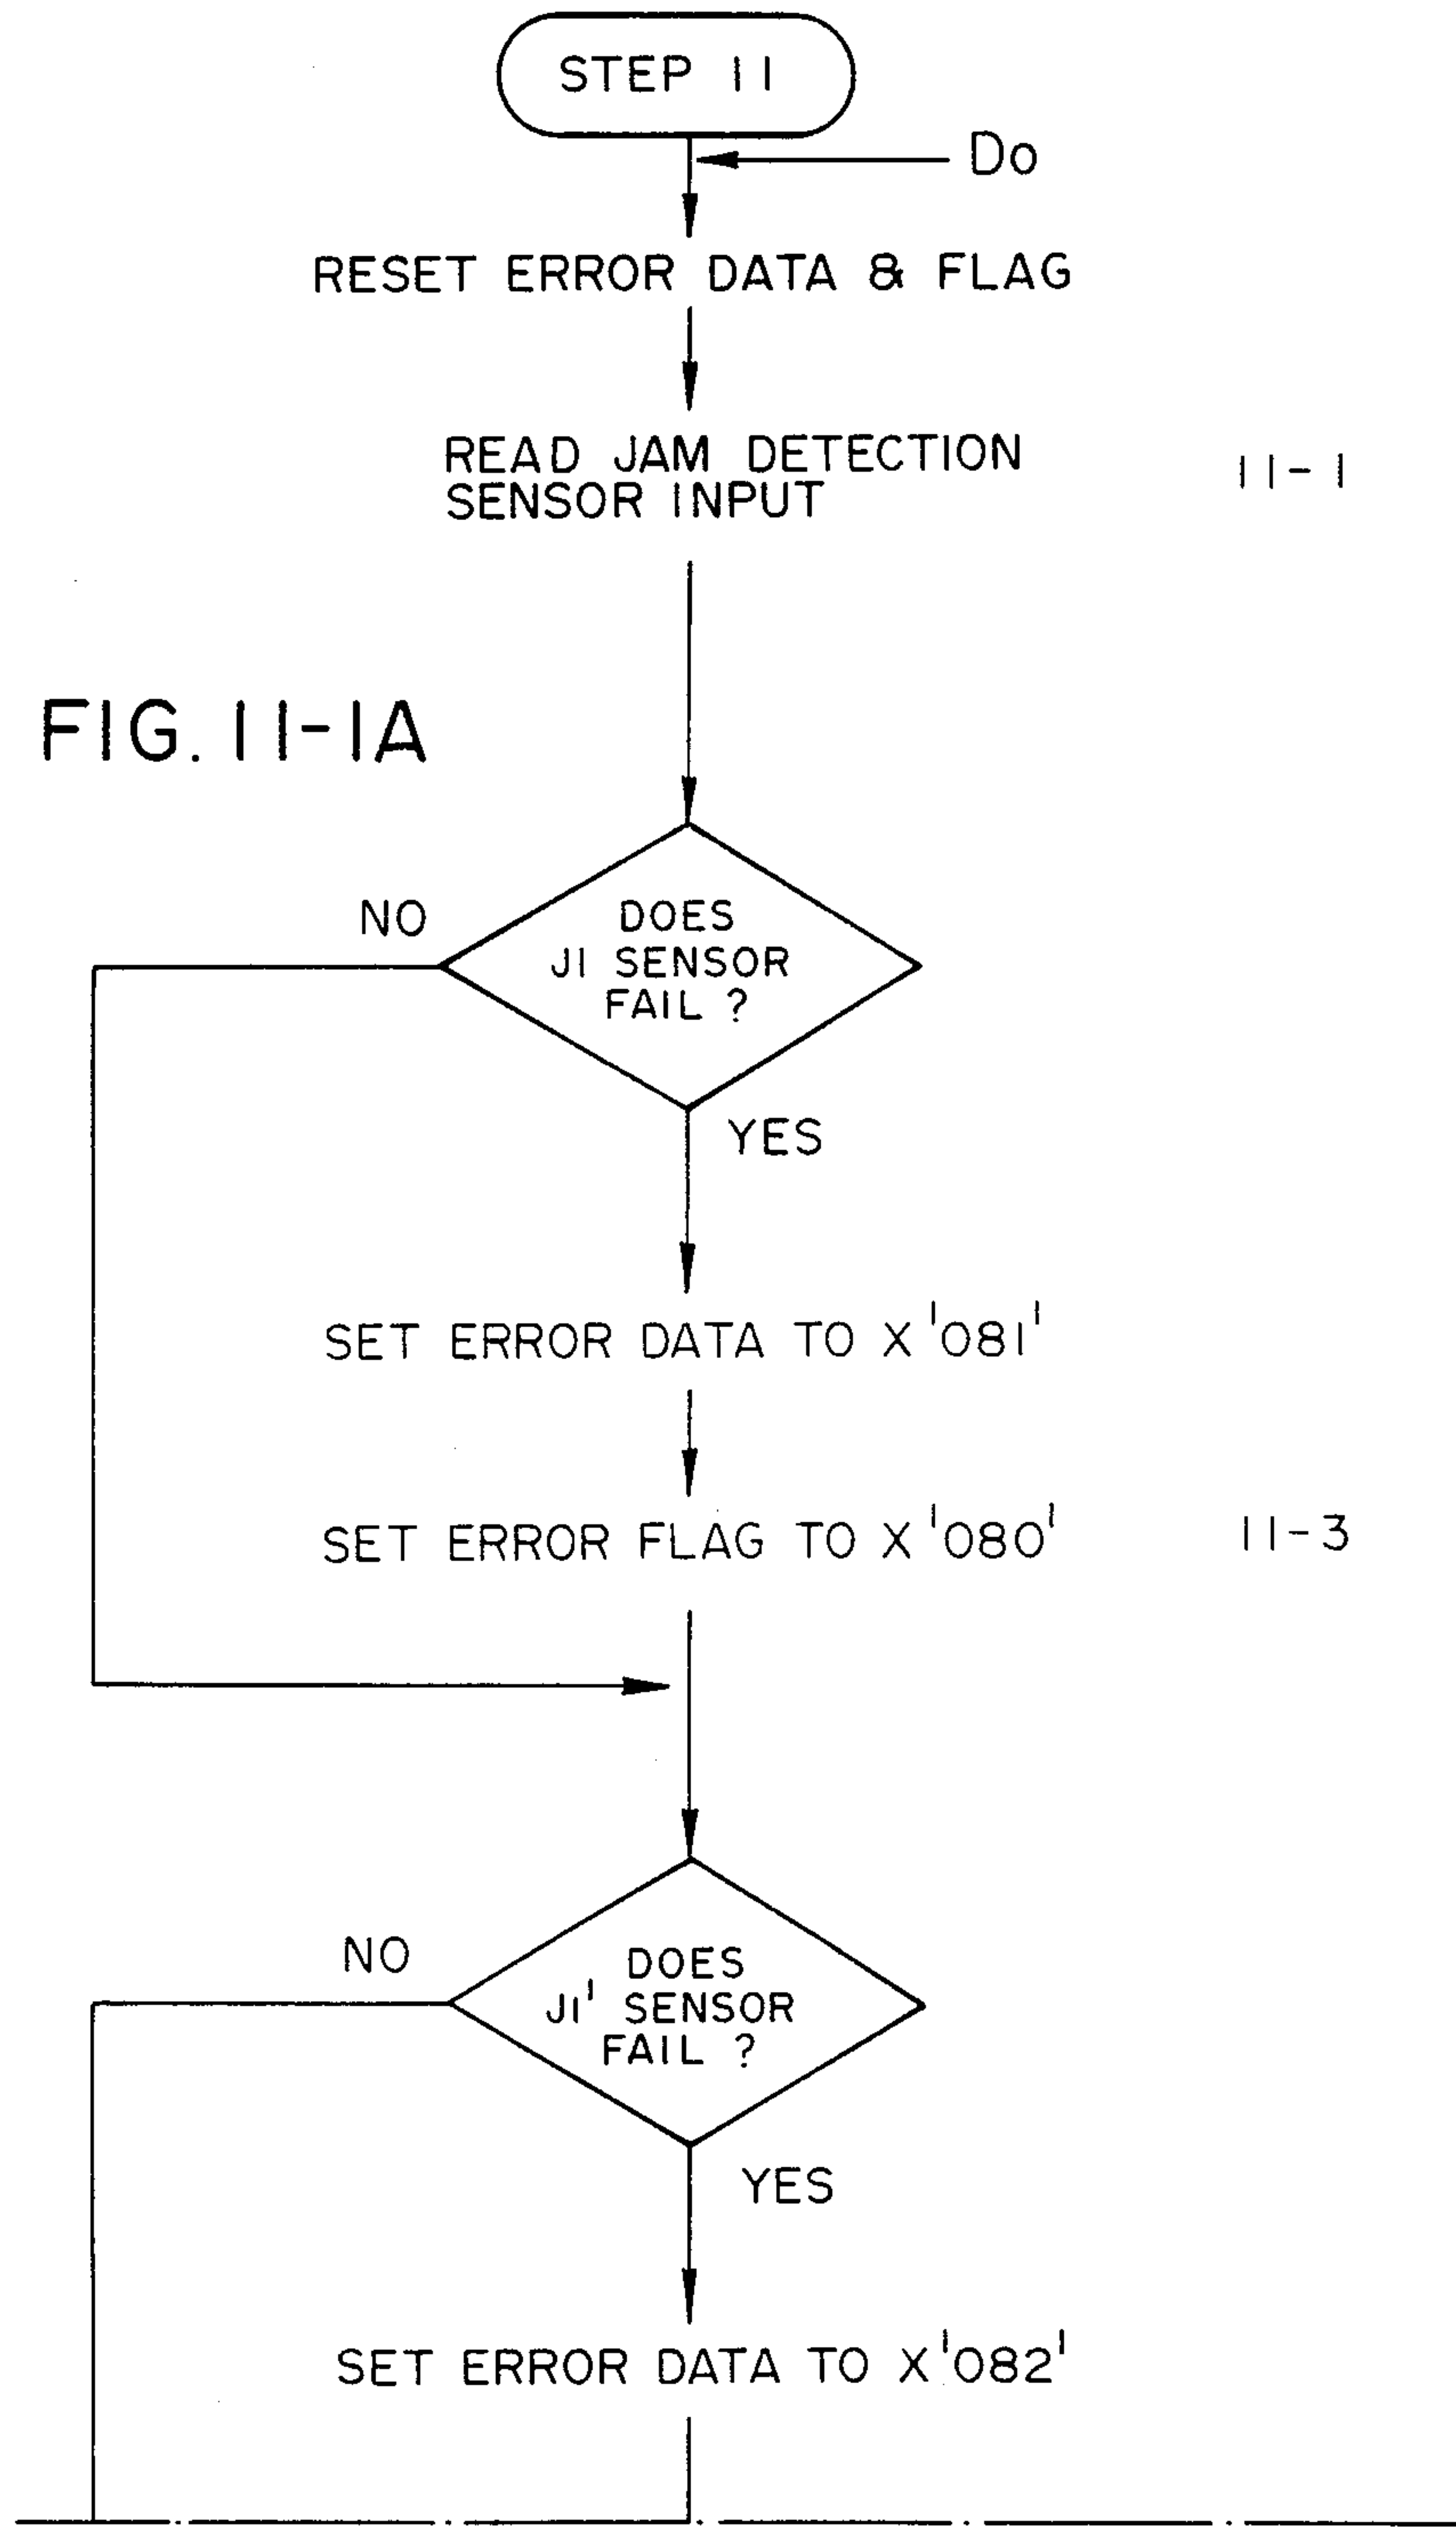 STEP 11
Do
RESET ERROR DATA & FLAG
READ JAM DETECTION
SENSOR INPUT
11-1
FIG. 11-1A
NO
DOES
J1 SENSOR
FAIL ?
YES
SET ERROR DATA TO X'081'
SET ERROR FLAG TO X'080'
11-3
NO
DOES
J1' SENSOR
FAIL ?
YES
SET ERROR DATA TO X'082'